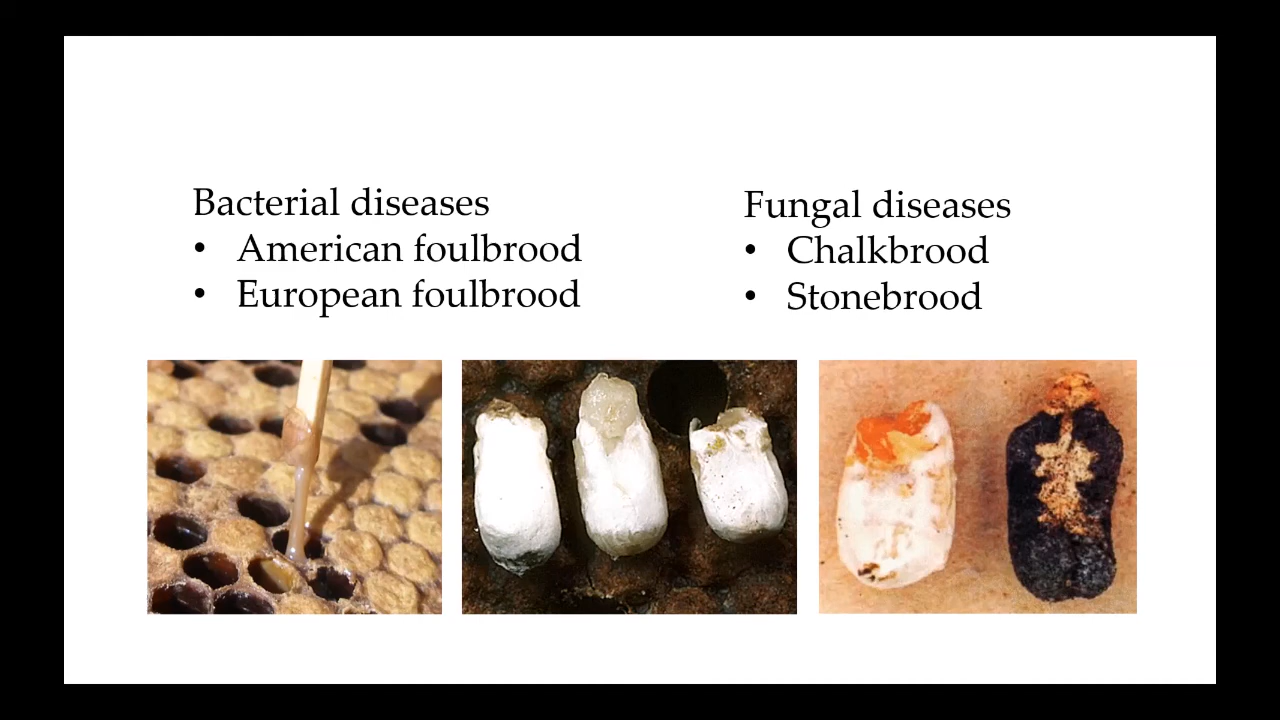 Bacterial diseases
• American foulbrood
• European foulbrood
Fungal diseases
• Chalkbrood
• Stonebrood